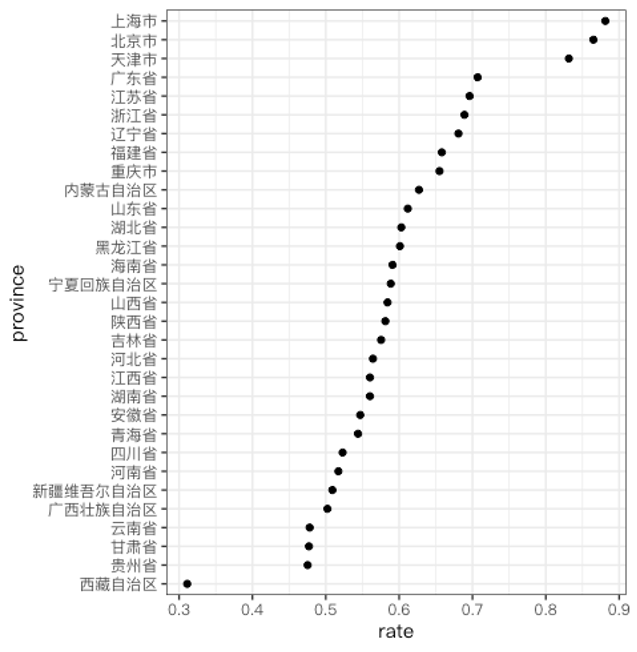 上海市
北京市
天津市
广东省
江苏省
浙江省
辽宁省
福建省
重庆市
内蒙古自治区
山东省
湖北省
黑龙江省
海南省
宁夏回族自治区
山西省
陕西省
吉林省
河北省
江西省
湖南省
安徽省
青海省
四川省
河南省
新疆维吾尔自治区
广西壮族自治区
云南省
甘肃省
贵州省
西藏自治区
province
0.3 0.4 0.5 0.6 0.7 0.8 0.9
rate